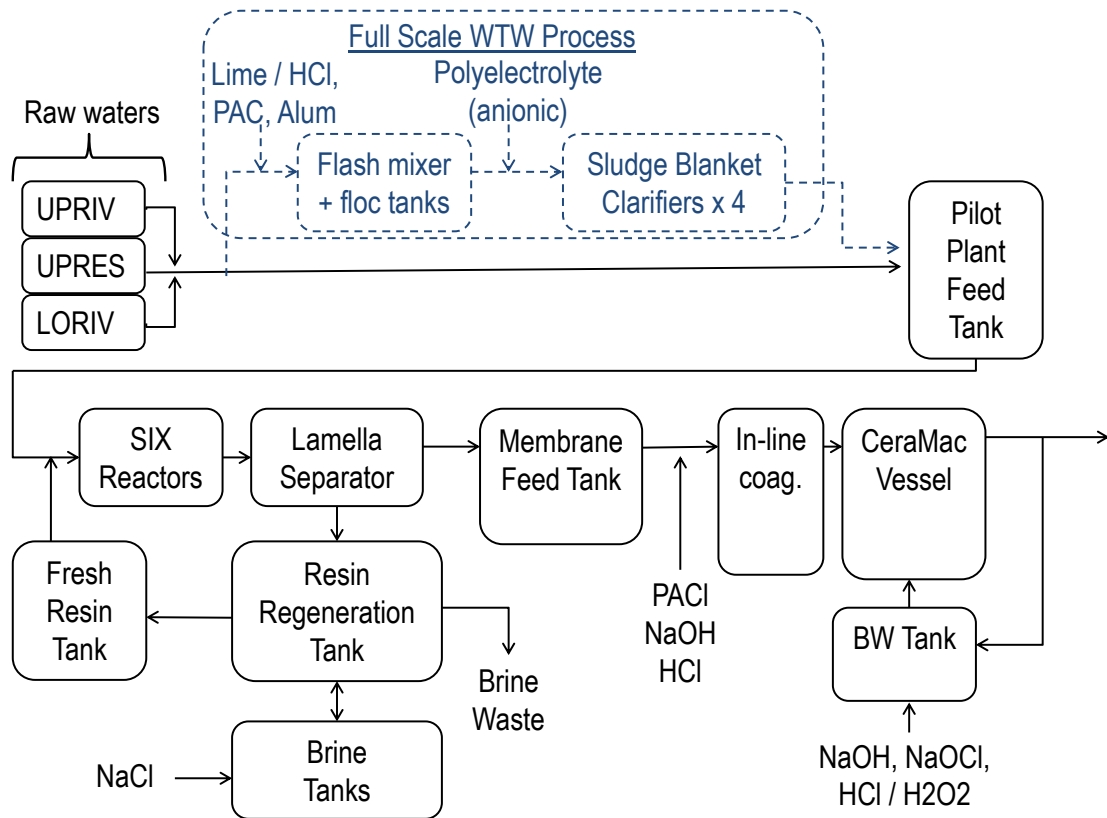 Full Scale WTW Process
Lime / HCl,
PAC, Alum
Polyelectrolyte
(anionic)
Raw waters
Flash mixer
+ floc tanks
Sludge Blanket
Clarifiers x 4
UPRIV
UPRES
LORIV
Pilot
Plant
Feed
Tank
SIX
Reactors
Lamella
Separator
Membrane
Feed Tank
In-line
coag.
CeraMac
Vessel
Fresh
Resin
Tank
Resin
Regeneration
Tank
Brine
Waste
PACl
NaOH
HCl
BW Tank
NaCl
Brine
Tanks
NaOH, NaOCl,
HCl / H2O2